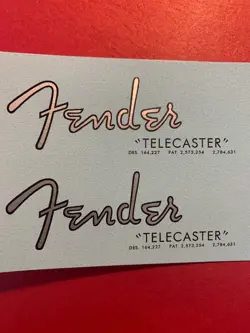 Fender
"TELECASTER"
DES. 164,227 PAT. 2,573,254 2,784,631
Fender
"TELECASTER"
DES. 164,227 PAT. 2,573,254 2,784,631